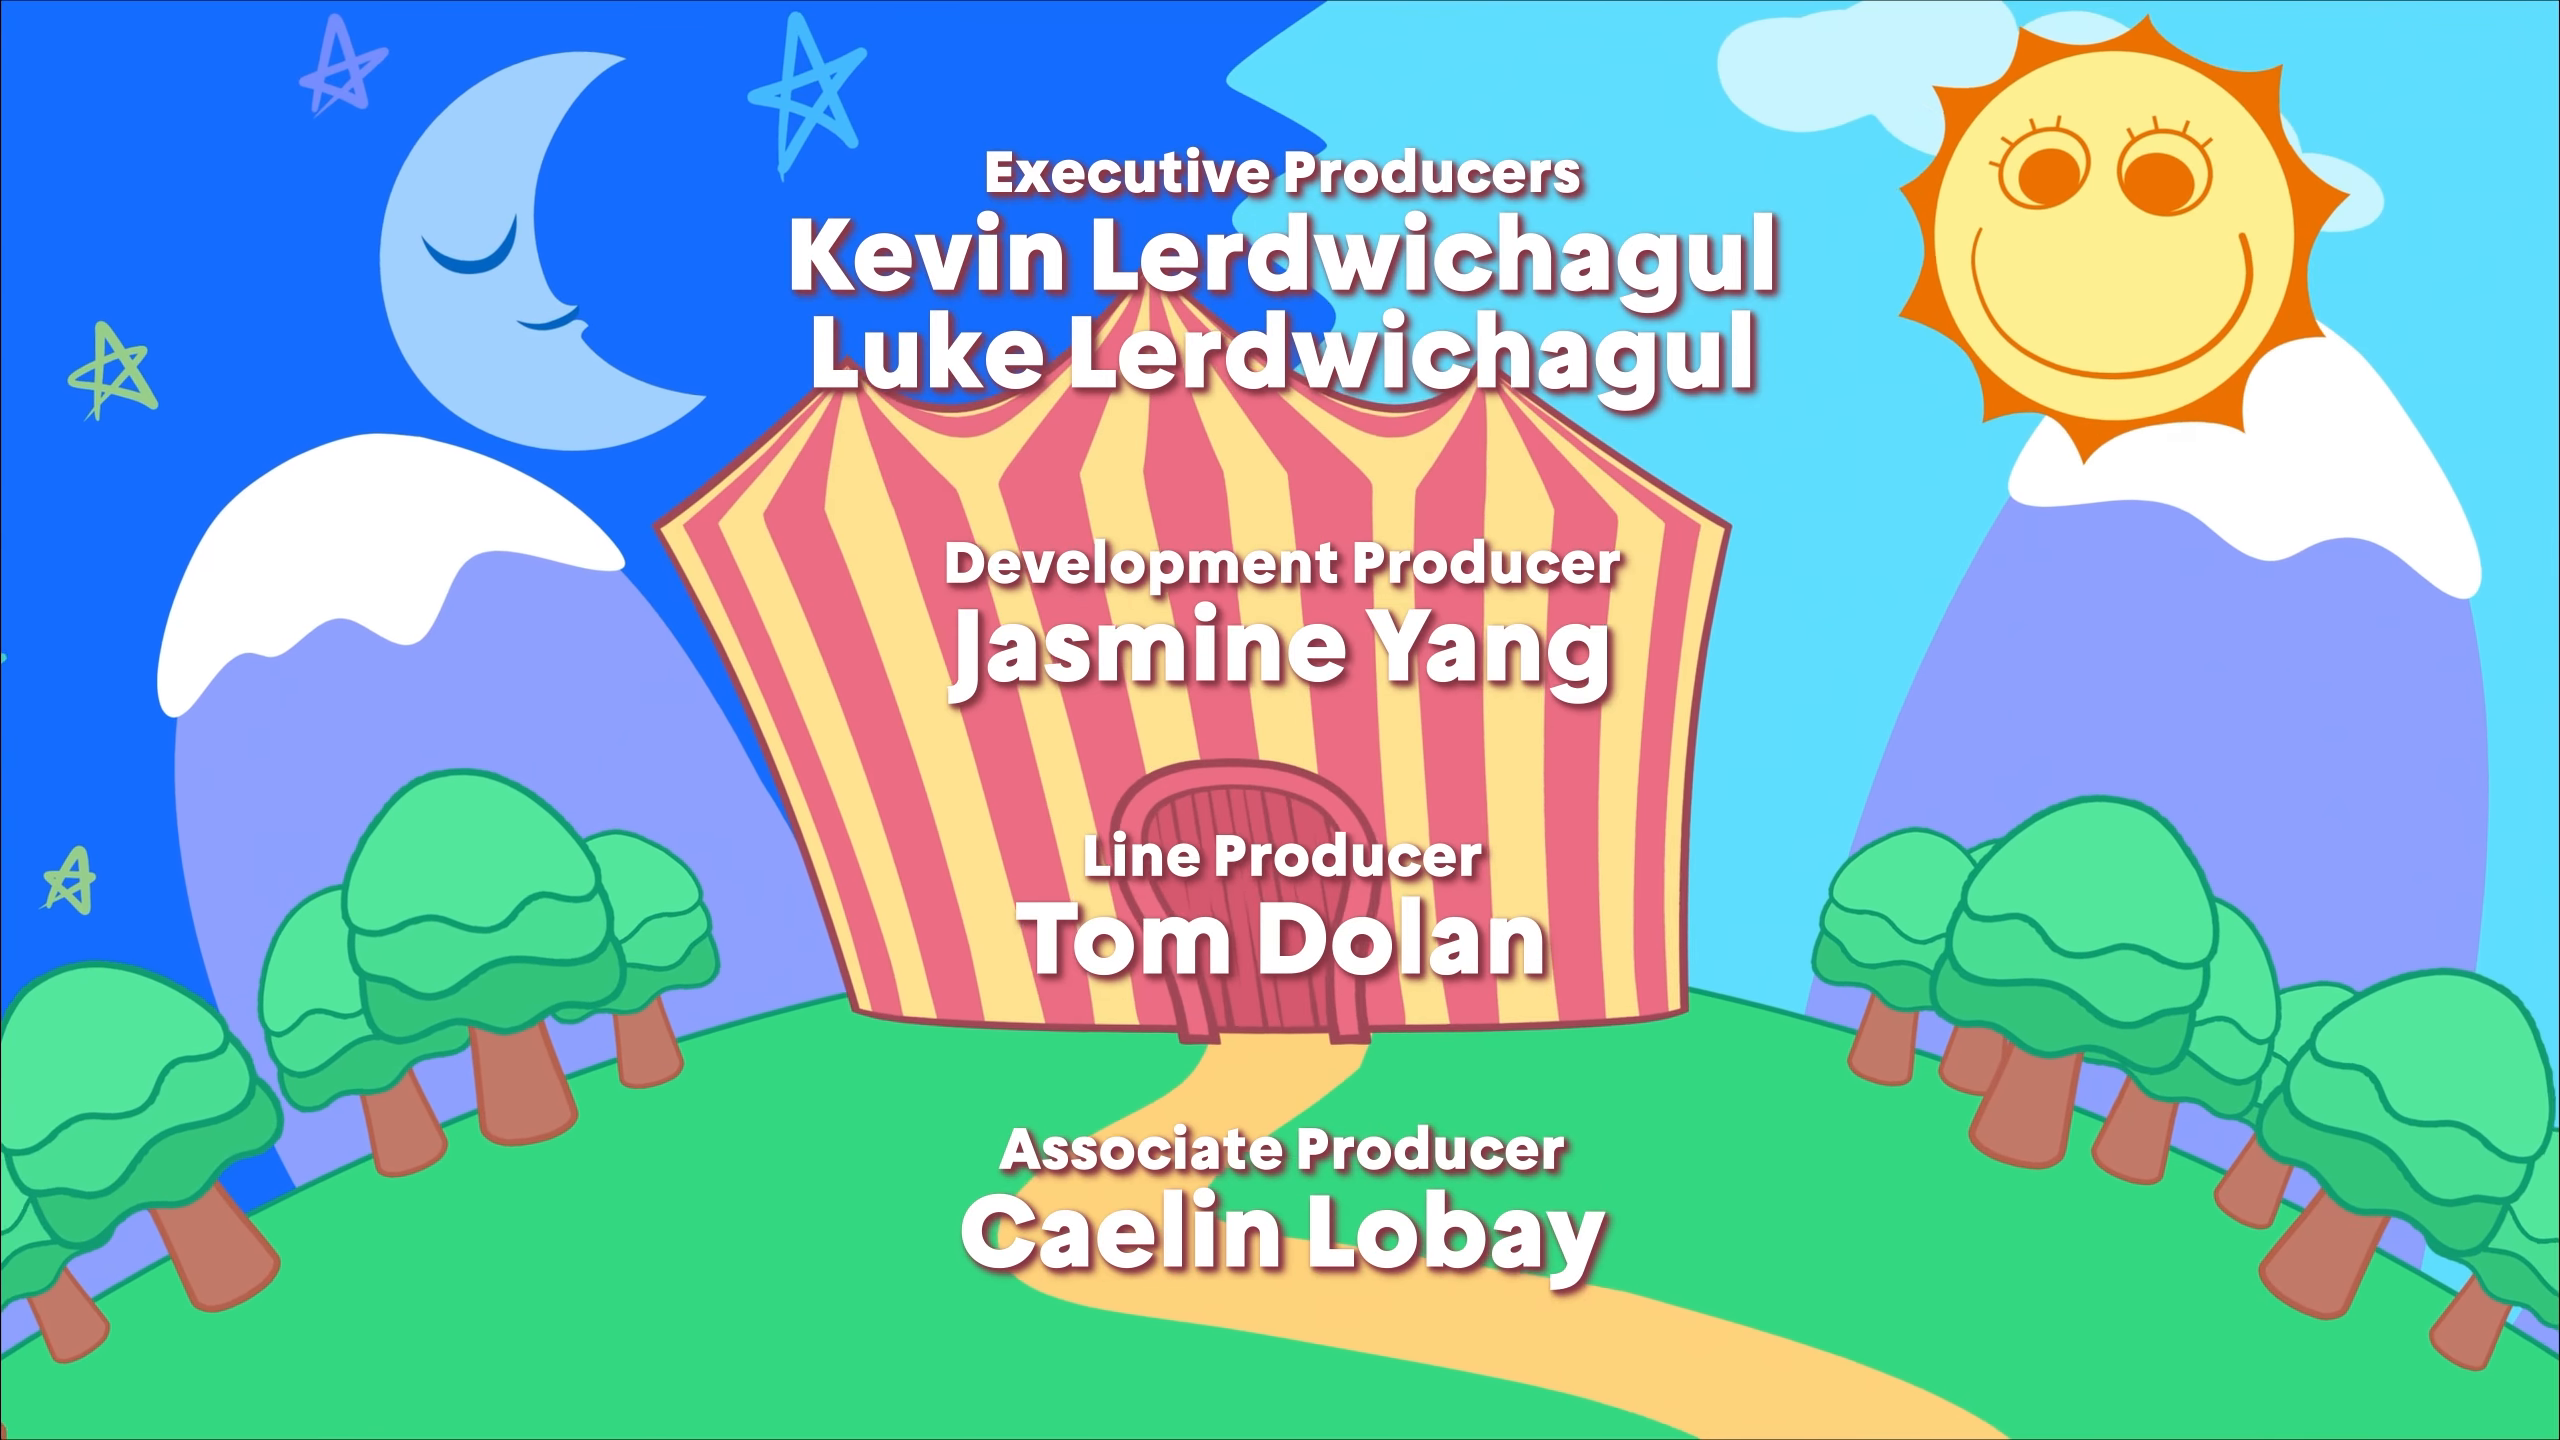 Executive Producers
Kevin Lerdwichagul
Luke Lerdwichagul
Development Producer
Jasmine Yang
Line Producer
Tom Dolan
Associate Producer
Caelin Lobay